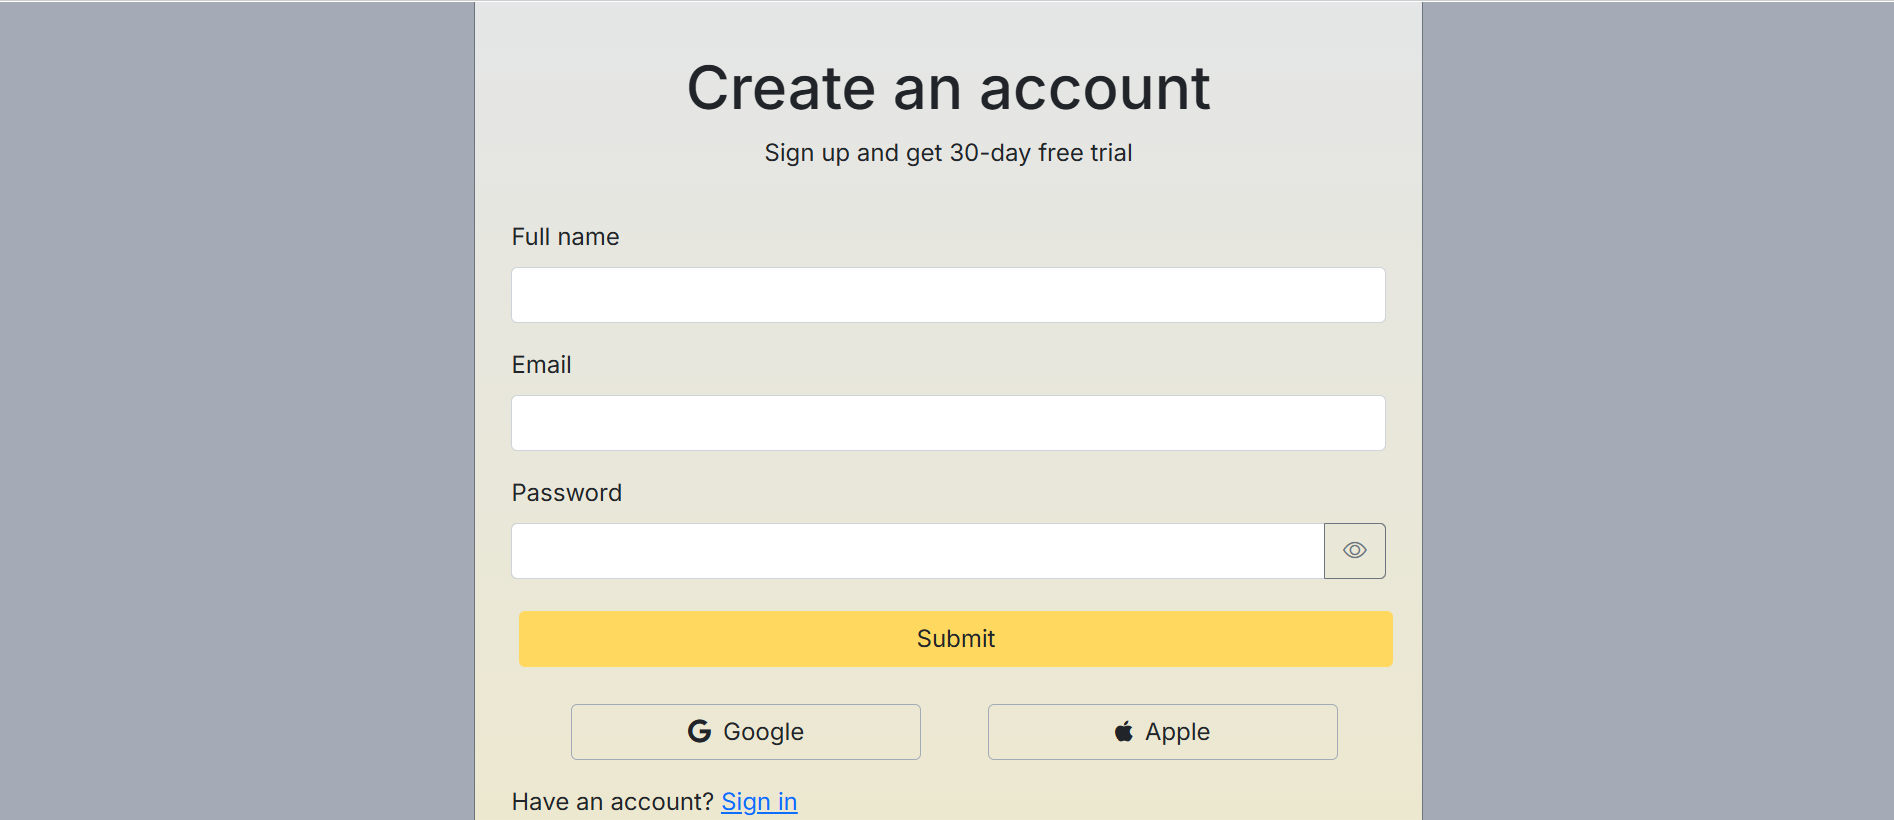 Create an account
Sign up and get 30-day free trial
Full name
Email
Password
Submit
Google
Apple
Have an account? Sign in